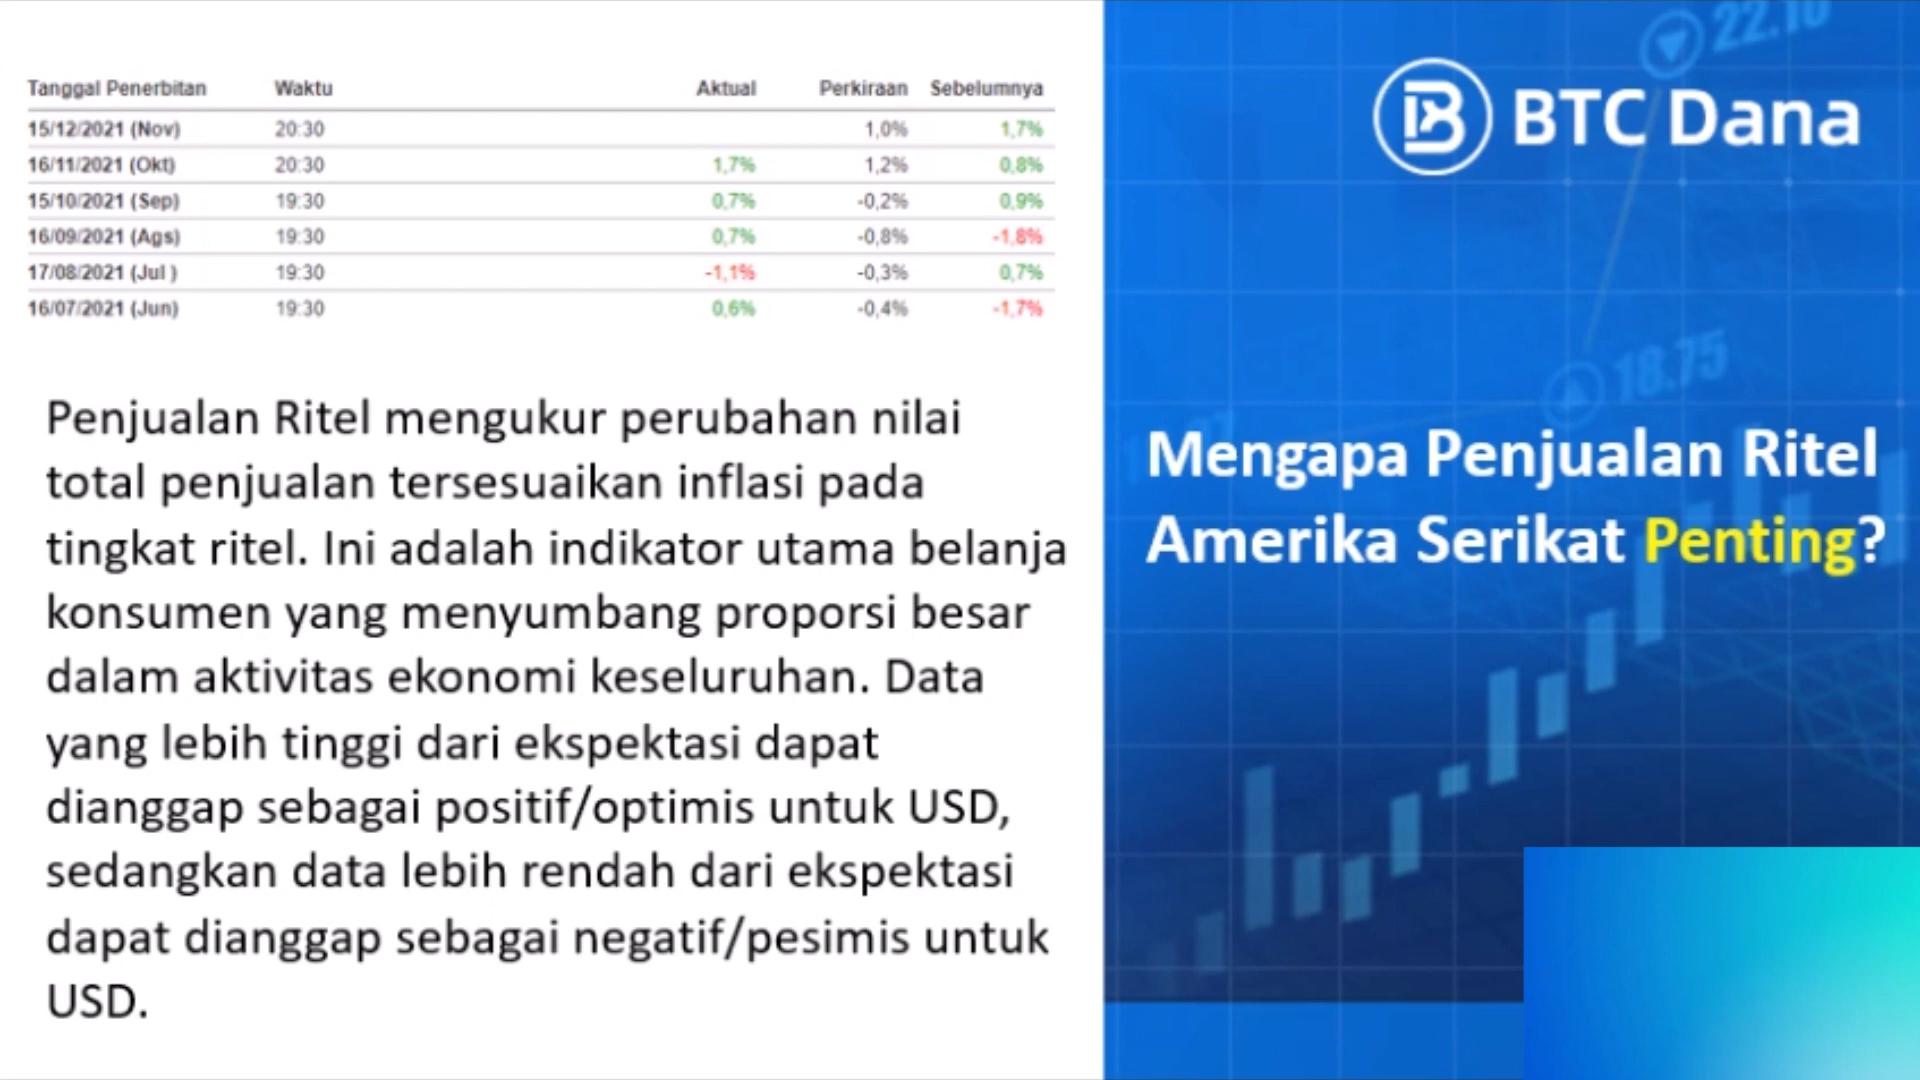 Tanggal Penerbitan Waktu Aktual Perkiraan Sebelumnya
15/12/2021 (Nov) 20:30 1,0% 1,7%
16/11/2021 (Okt) 20:30 1,7% 1,2% 0,8%
15/10/2021 (Sep) 19:30 0,7% -0,2% 0,9%
16/09/2021 (Ags) 19:30 0,7% -0,8% -1,8%
17/08/2021 (Jul ) 19:30 -1,1% -0,3% 0,7%
16/07/2021 (Jun) 19:30 0,6% -0,4% -1,7%
Penjualan Ritel mengukur perubahan nilai
total penjualan tersesuaikan inflasi pada
tingkat ritel. Ini adalah indikator utama belanja
konsumen yang menyumbang proporsi besar
dalam aktivitas ekonomi keseluruhan. Data
yang lebih tinggi dari ekspektasi dapat
dianggap sebagai positif/optimis untuk USD,
sedangkan data lebih rendah dari ekspektasi
dapat dianggap sebagai negatif/pesimis untuk
USD.
22.10
BTC Dana
18.75
Mengapa Penjualan Ritel
Amerika Serikat Penting?